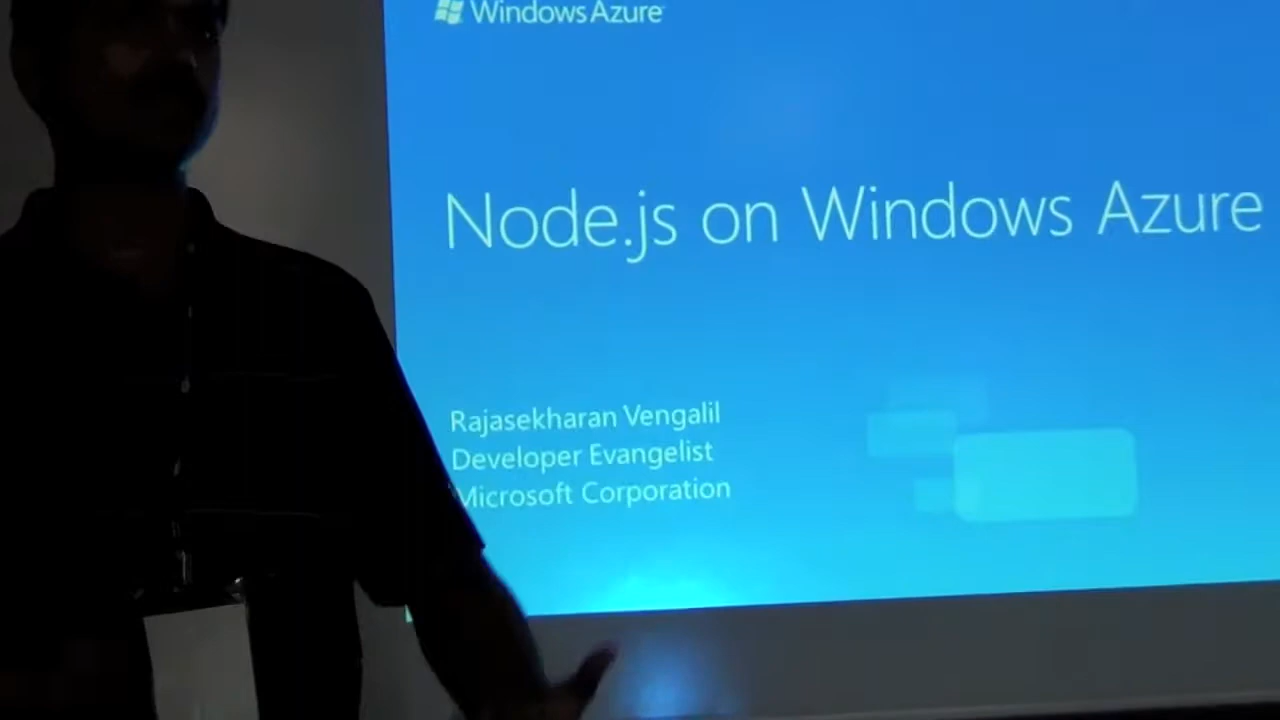 Windows Azure
Node.js on Windows Azure
Rajasekharan Vengalil
Developer Evangelist
Microsoft Corporation